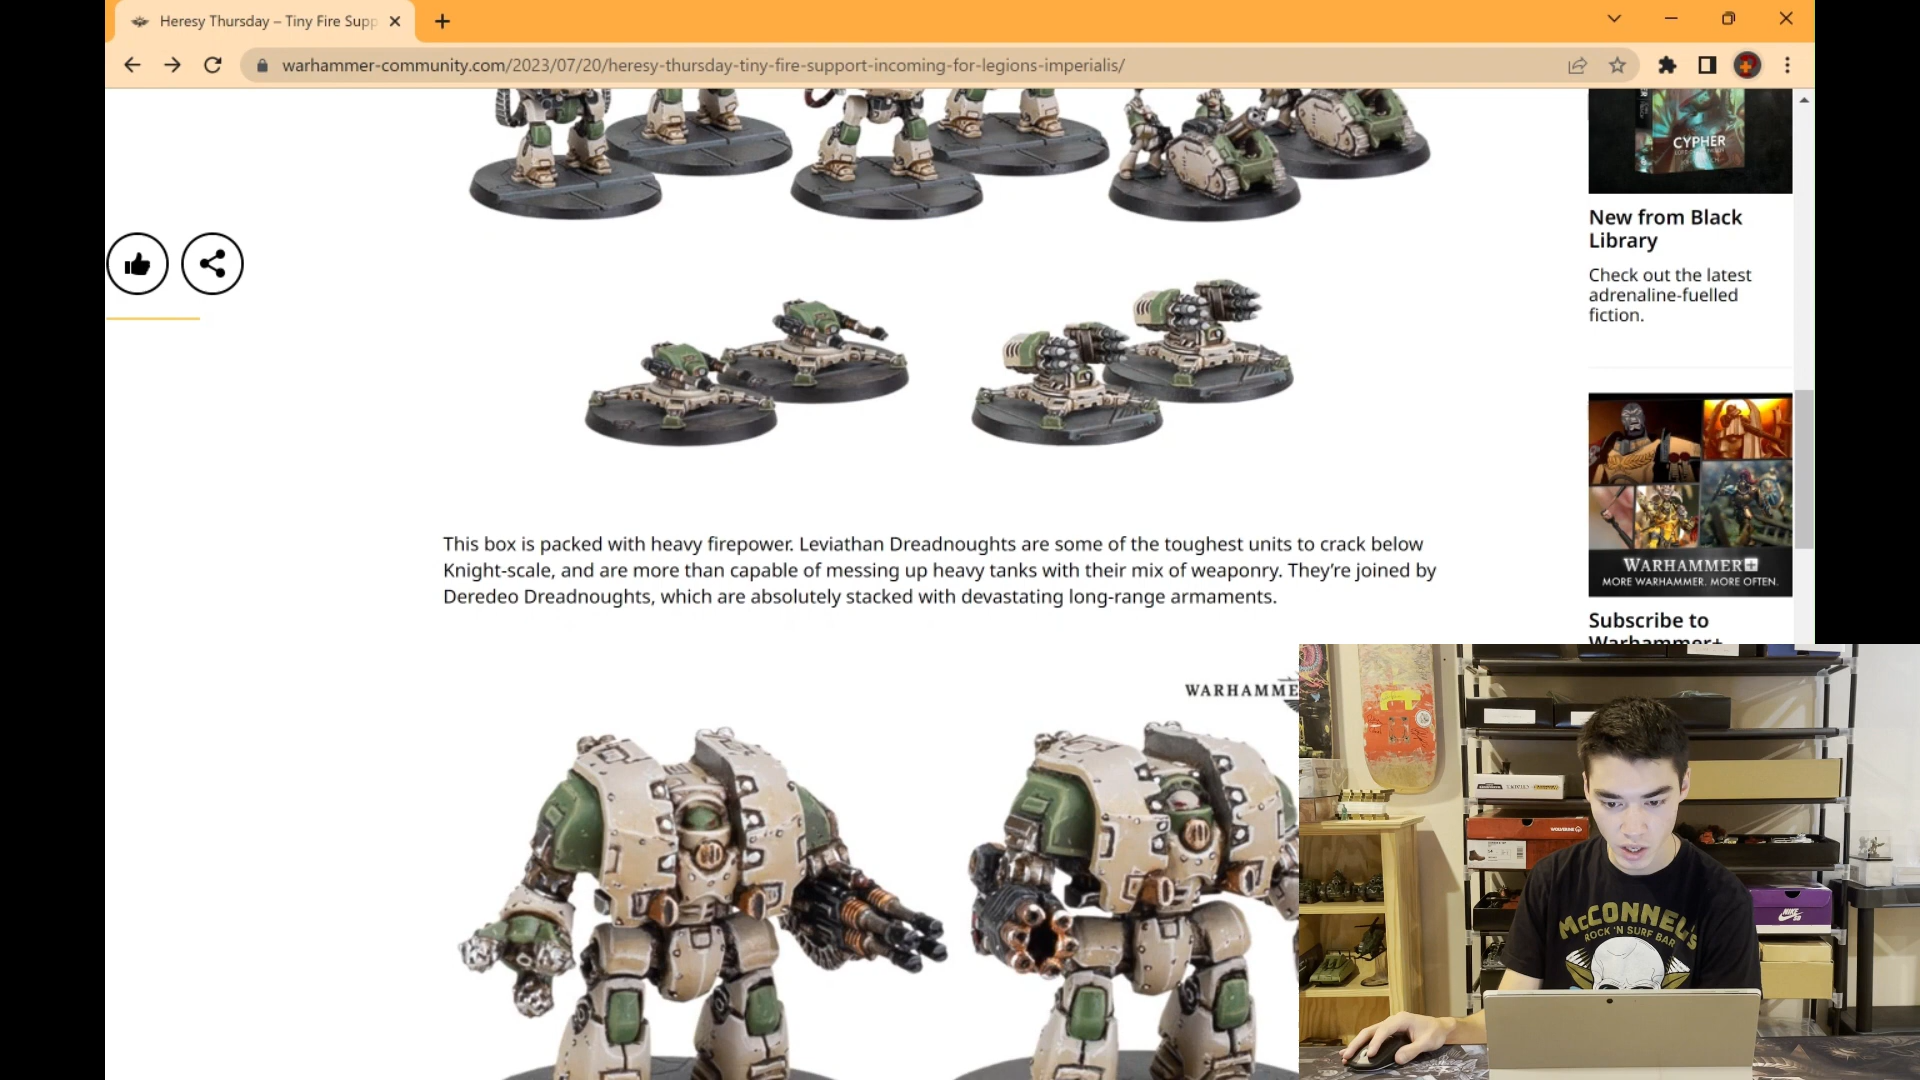 Heresy Thursday – Tiny Fire Supp
warhammer-community.com/2023/07/20/heresy-thursday-tiny-fire-support-incoming-for-legions-imperialis/
CYPHER
New from Black
Library
Check out the latest
adrenaline-fuelled
fiction.
WARHAMMER+
MORE WARHAMMER. MORE OFTEN.
Subscribe to
Warhammer+
This box is packed with heavy firepower. Leviathan Dreadnoughts are some of the toughest units to crack below
Knight-scale, and are more than capable of messing up heavy tanks with their mix of weaponry. They’re joined by
Deredeo Dreadnoughts, which are absolutely stacked with devastating long-range armaments.
WARHAMME
WOLVERINE
NIKE
McCONNELL'S
ROCK 'N SURF BAR